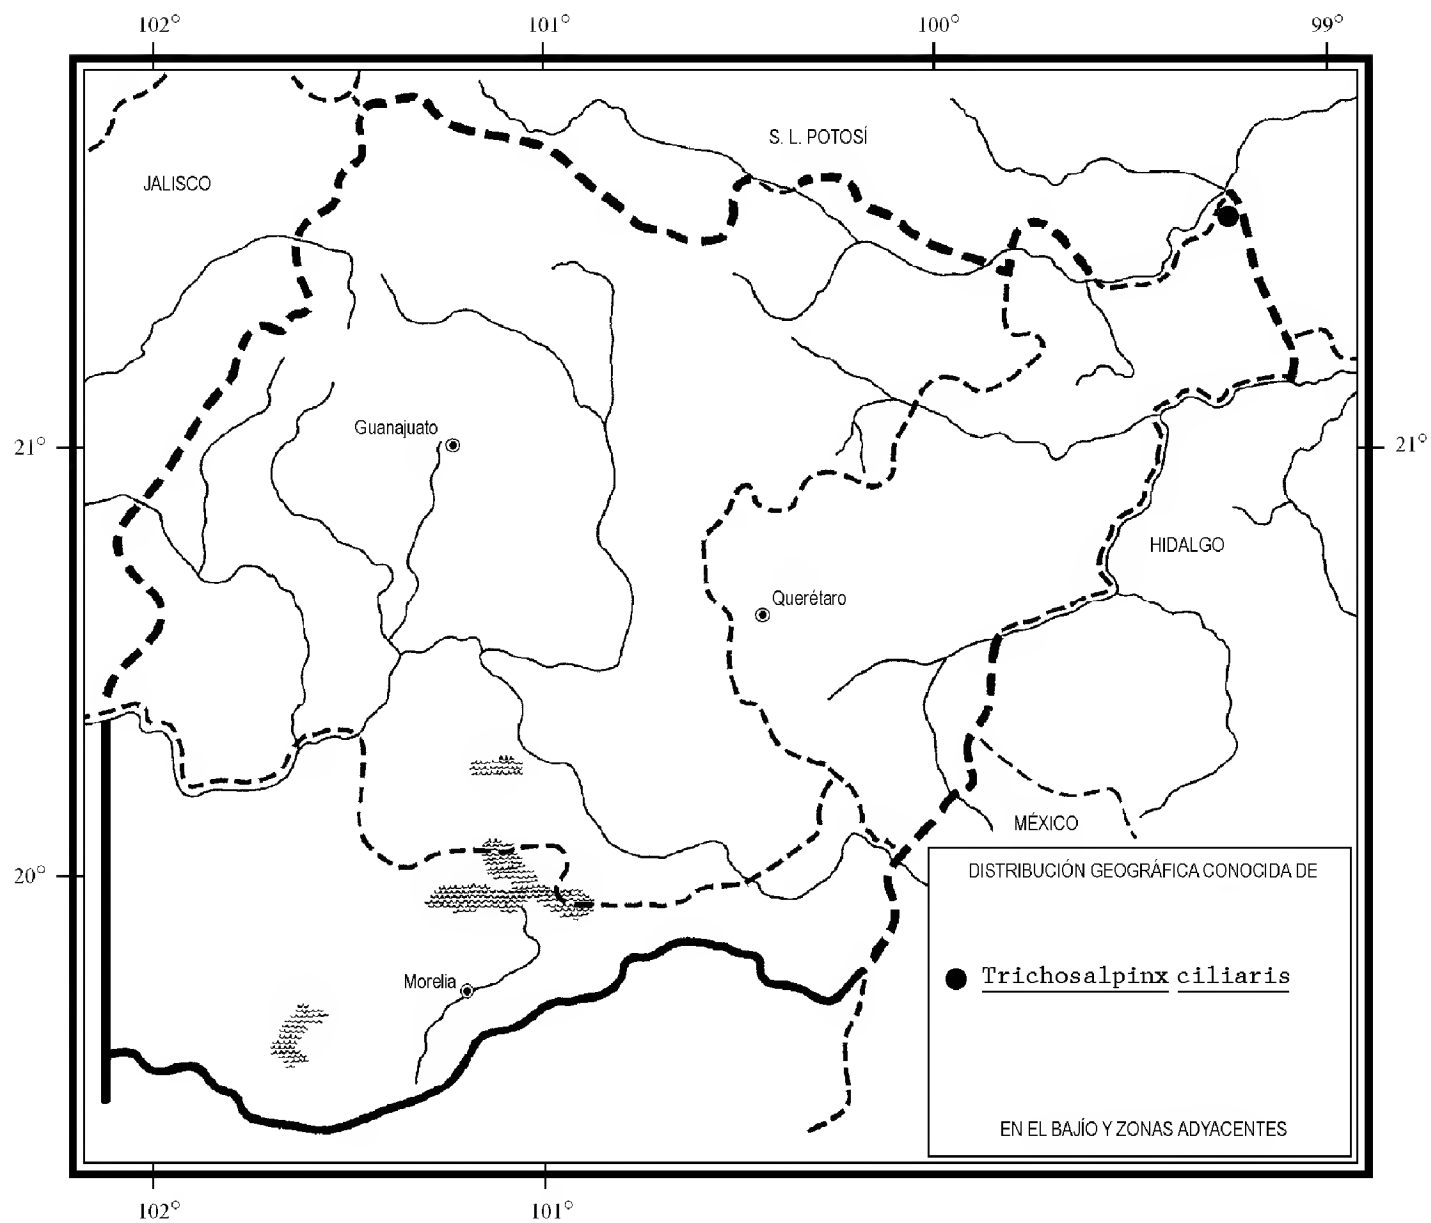 102° 101° 100° 99°
S. L. POTOSÍ
JALISCO
Guanajuato
21° 21°
HIDALGO
Querétaro
MÉXICO
20°
DISTRIBUCIÓN GEOGRÁFICA CONOCIDA DE
Trichosalpinx ciliaris
Morelia
EN EL BAJÍO Y ZONAS ADYACENTES
102° 101°